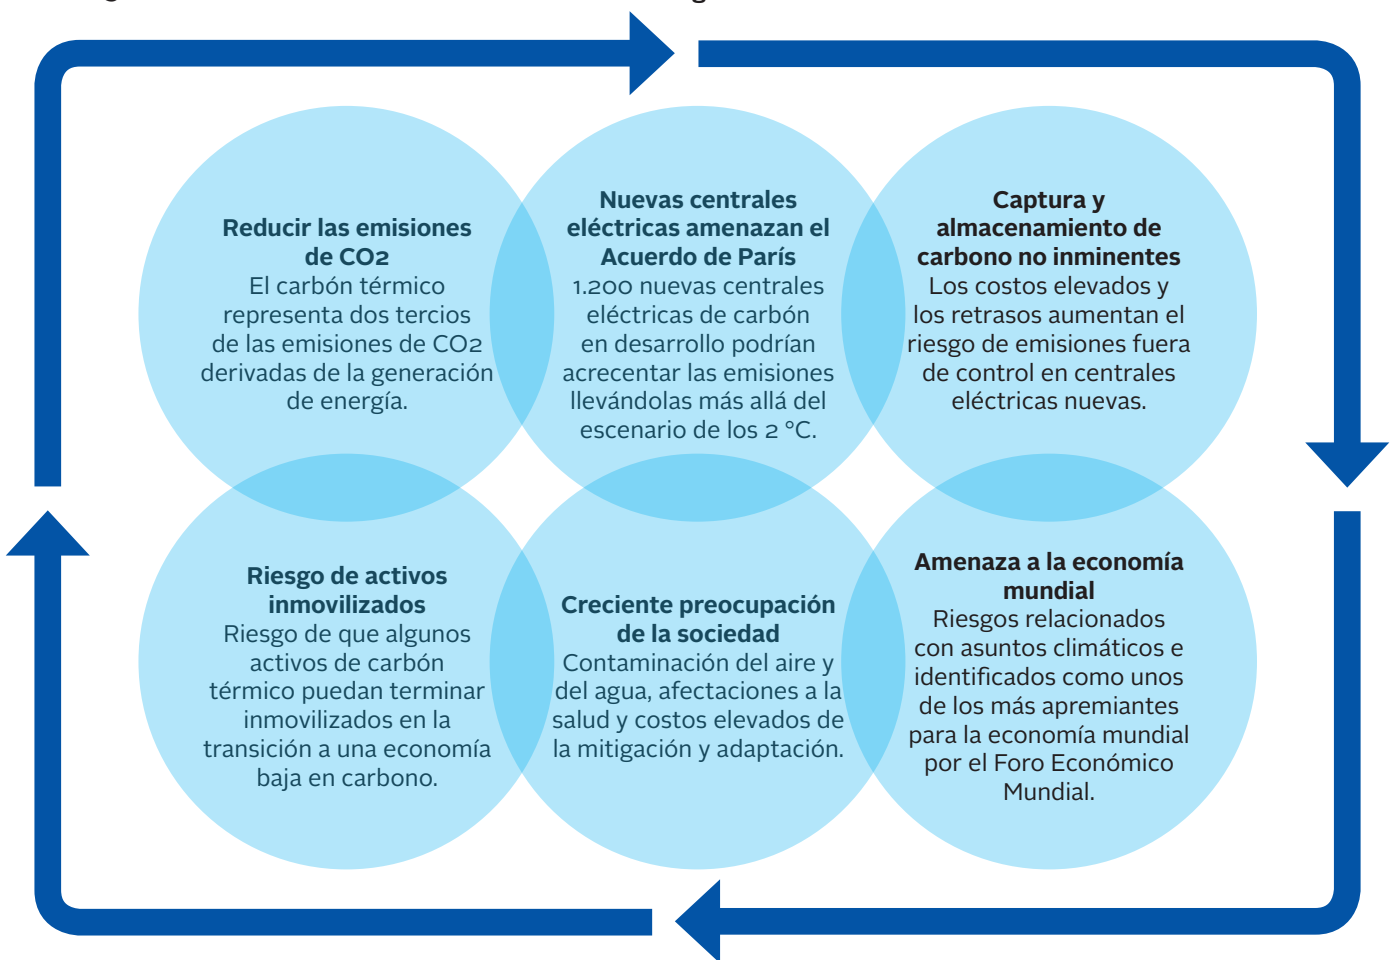 Reducir las emisiones
de CO2
El carbón térmico
representa dos tercios
de las emisiones de CO2
derivadas de la generación
de energía.
Nuevas centrales
eléctricas amenazan el
Acuerdo de París
1.200 nuevas centrales
eléctricas de carbón
en desarrollo podrían
acrecentar las emisiones
llevándolas más allá del
escenario de los 2 °C.
Captura y
almacenamiento de
carbono no inminentes
Los costos elevados y
los retrasos aumentan el
riesgo de emisiones fuera
de control en centrales
eléctricas nuevas.
Riesgo de activos
inmovilizados
Riesgo de que algunos
activos de carbón
térmico puedan terminar
inmovilizados en la
transición a una economía
baja en carbono.
Creciente preocupación
de la sociedad
Contaminación del aire y
del agua, afectaciones a la
salud y costos elevados de
la mitigación y adaptación.
Amenaza a la economía
mundial
Riesgos relacionados
con asuntos climáticos e
identificados como unos
de los más apremiantes
para la economía mundial
por el Foro Económico
Mundial.